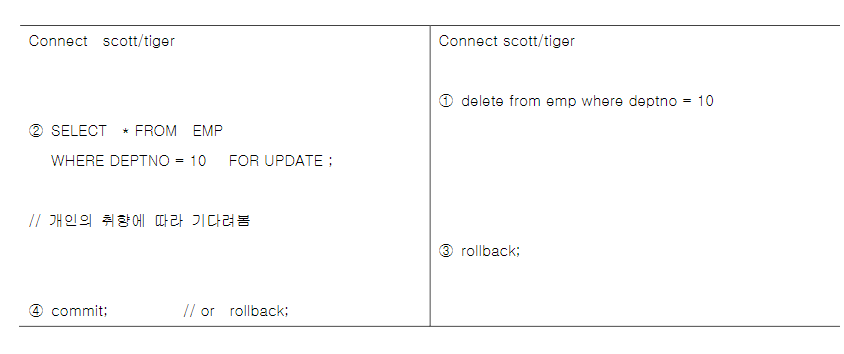 Connect scott/tiger
② SELECT * FROM EMP
WHERE DEPTNO = 10 FOR UPDATE ;
// 개인의 취향에 따라 기다려봄
④ commit; // or rollback;
Connect scott/tiger
① delete from emp where deptno = 10
③ rollback;